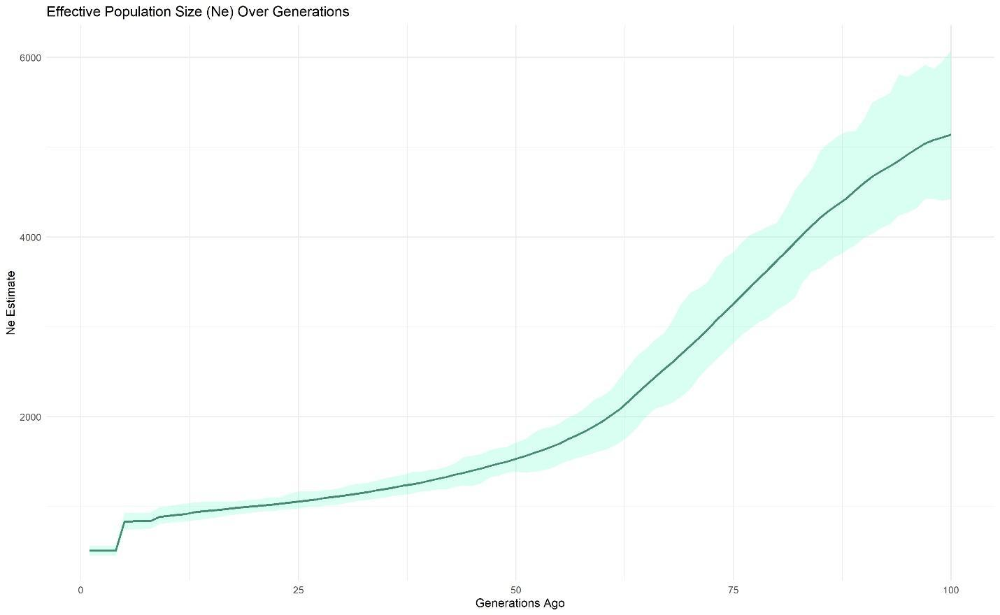 Effective Population Size (Ne) Over Generations
6000
4000
2000
Ne Estimate
0 25 50 75 100
Generations Ago